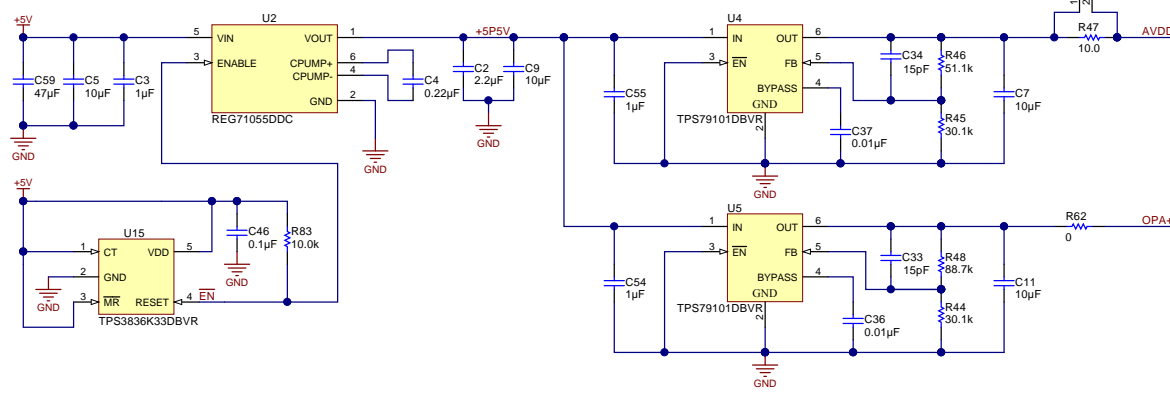 +5V
C59
47µF
C5
10µF
C3
1µF
GND
U2
5
VIN
VOUT
1
3
ENABLE
CPUMP+
6
CPUMP-
4
GND
2
REG71055DDC
C4
0.22µF
GND
+5P5V
C2
2.2µF
C9
10µF
GND
C55
1µF
U4
1
IN
OUT
6
3
EN
FB
5
BYPASS
4
GND
2
TPS79101DBVR
C37
0.01µF
C34
15pF
R46
51.1k
R45
30.1k
C7
10µF
GND
1
2
R47
10.0
AVDD
+5V
U15
1
CT
VDD
5
2
GND
3
MR
RESET
4
EN
TPS3836K33DBVR
GND
C46
0.1µF
GND
R83
10.0k
C54
1µF
U5
1
IN
OUT
6
3
EN
FB
5
BYPASS
4
GND
2
TPS79101DBVR
C36
0.01µF
C33
15pF
R48
88.7k
R44
30.1k
C11
10µF
GND
R62
0
OPA+